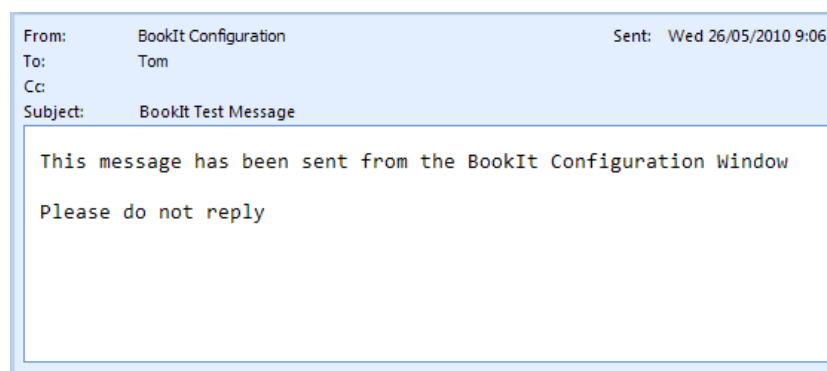 From: BookIt Configuration Sent: Wed 26/05/2010 9:06
To: Tom
Cc:
Subject: BookIt Test Message
This message has been sent from the BookIt Configuration Window
Please do not reply